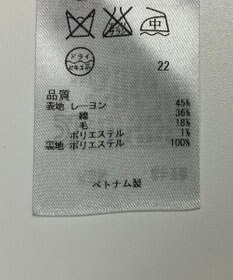 中
ドライ
セキユ系
22
品質
表地 レーヨン 45%
綿 36%
毛 18%
ポリエステル 1%
裏地 ポリエステル 100%
ベトナム製